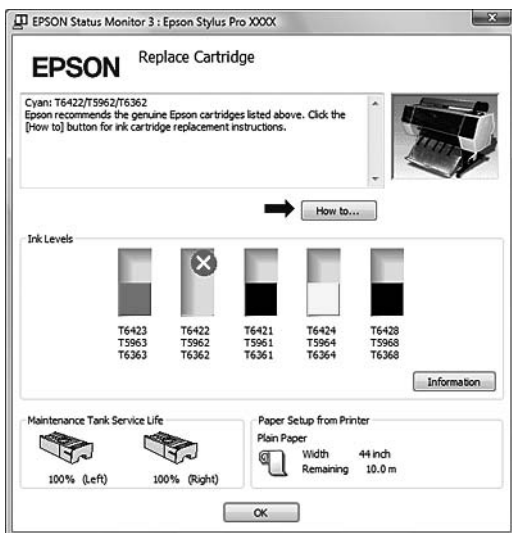 EPSON Status Monitor 3 : Epson Stylus Pro XXXX
EPSON
Replace Cartridge
Cyan: T6422/T5962/T6362
Epson recommends the genuine Epson cartridges listed above. Click the
[How to] button for ink cartridge replacement instructions.
How to...
Ink Levels
T6423 T6422 T6421 T6424 T6428
T5963 T5962 T5961 T5964 T5968
T6363 T6362 T6361 T6364 T6368
Information
Maintenance Tank Service Life
100% (Left) 100% (Right)
Paper Setup from Printer
Plain Paper
Width 44 inch
Remaining 10.0 m
OK